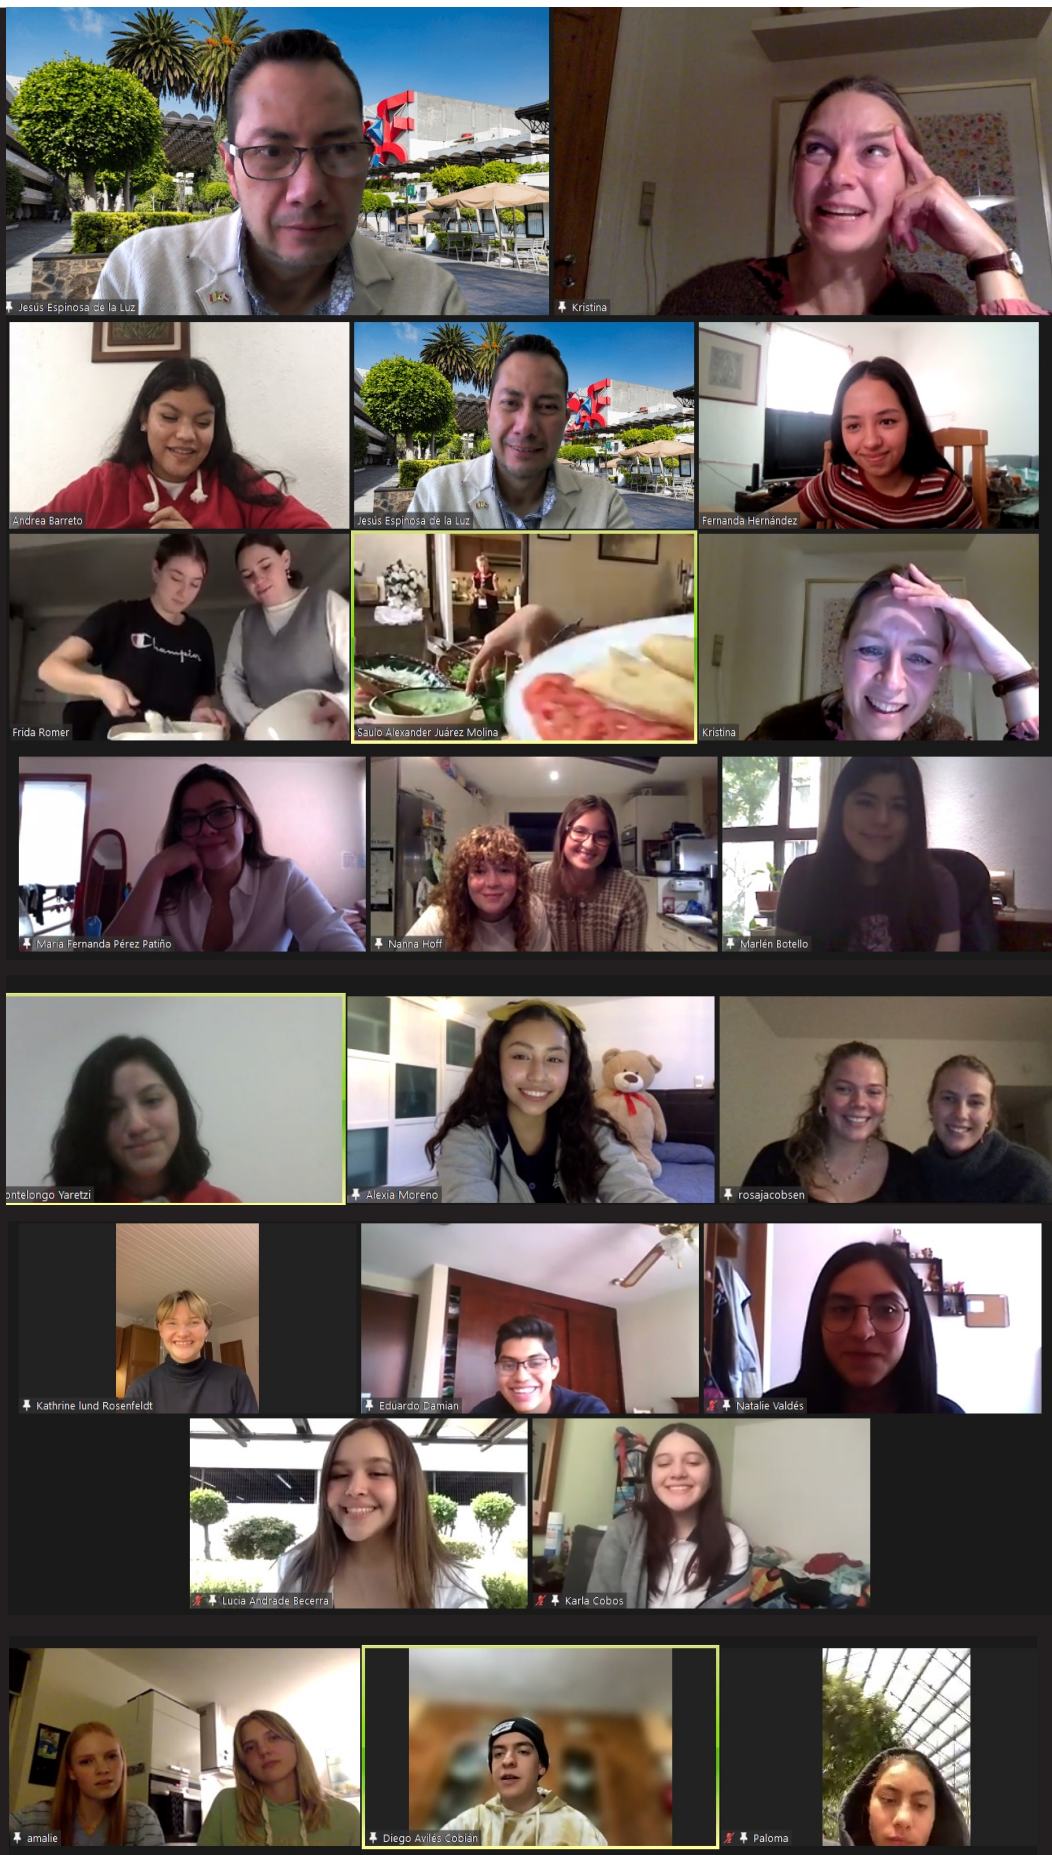 Jesús Espinosa de la Luz
Kristina
Andrea Barreto
Jesús Espinosa de la Luz
Fernanda Hernández
Champion
Frida Romer
Saulo Alexander Juárez Molina
Kristina
María Fernanda Pérez Patiño
Nanna Hoff
Marlén Botello
ontelongo Yaretzi
Alexia Moreno
rosajacobsen
Kathrine lund Rosenfeldt
Eduardo Damian
Natalie Valdés
Lucia Andrade Becerra
Karla Cobos
amalie
Diego Avilés Cobián
Paloma